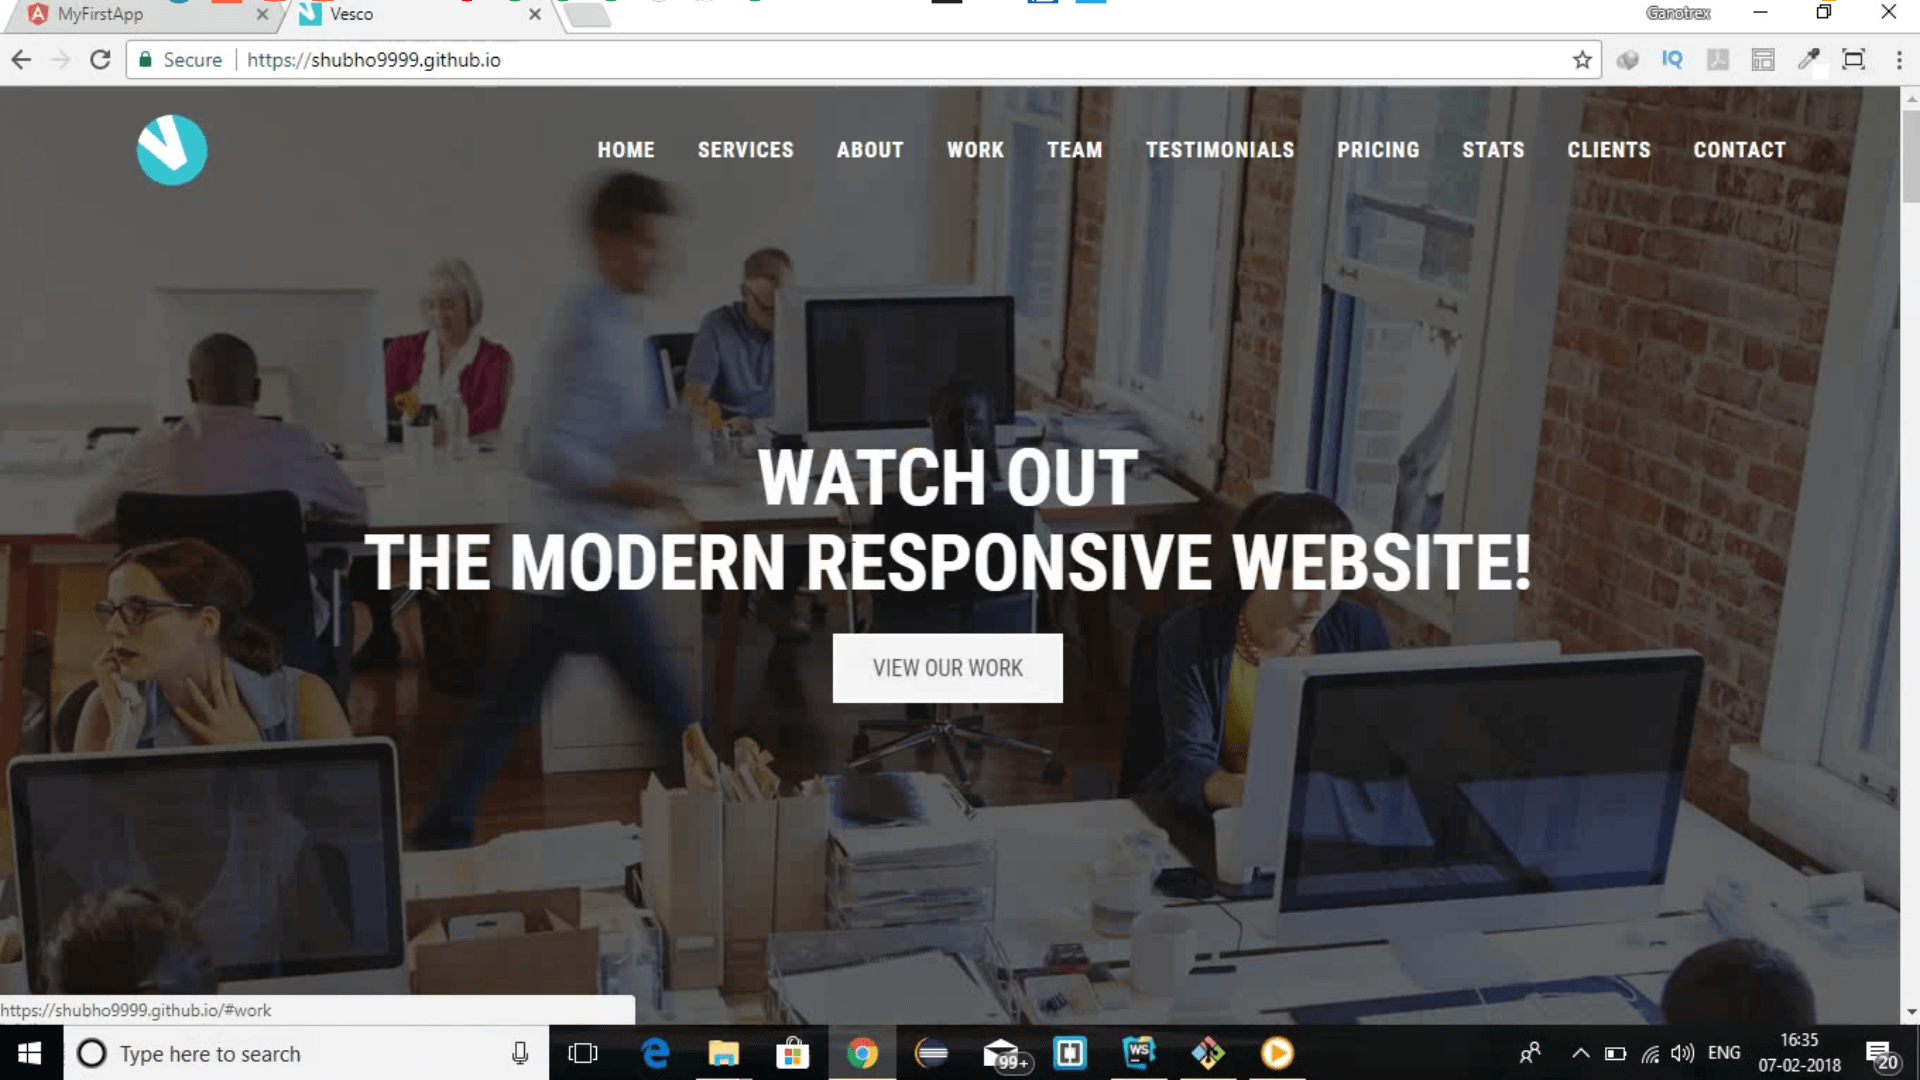 MyFirstApp
Vesco
Ganotrex
Secure
https://shubho9999.github.io
IQ
HOME SERVICES ABOUT WORK TEAM TESTIMONIALS PRICING STATS CLIENTS CONTACT
WATCH OUT
THE MODERN RESPONSIVE WEBSITE!
VIEW OUR WORK
https://shubho9999.github.io/#work
Type here to search
99+
WS
ENG
16:35
07-02-2018
20